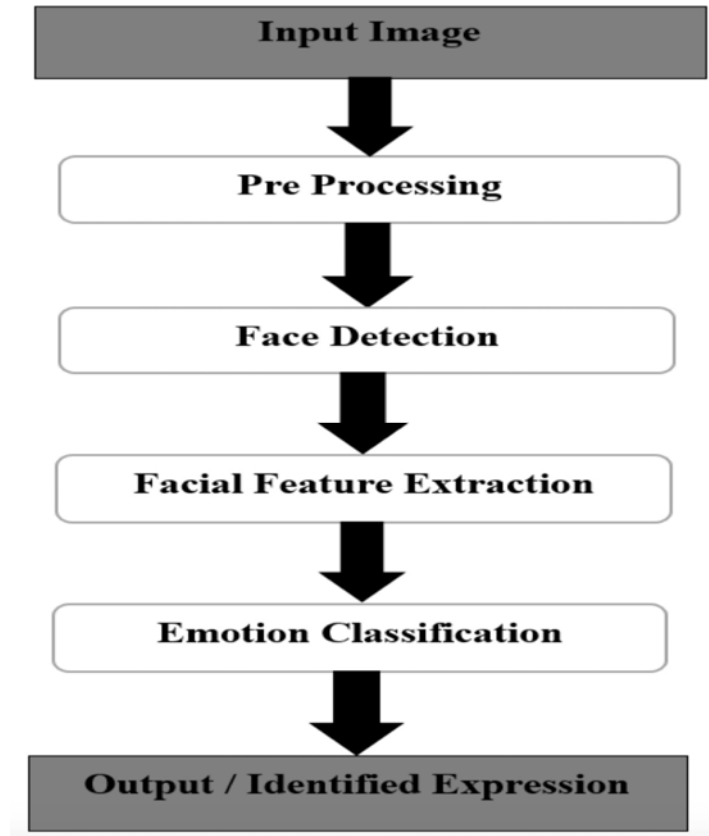 Input Image
Pre Processing
Face Detection
Facial Feature Extraction
Emotion Classification
Output / Identified Expression